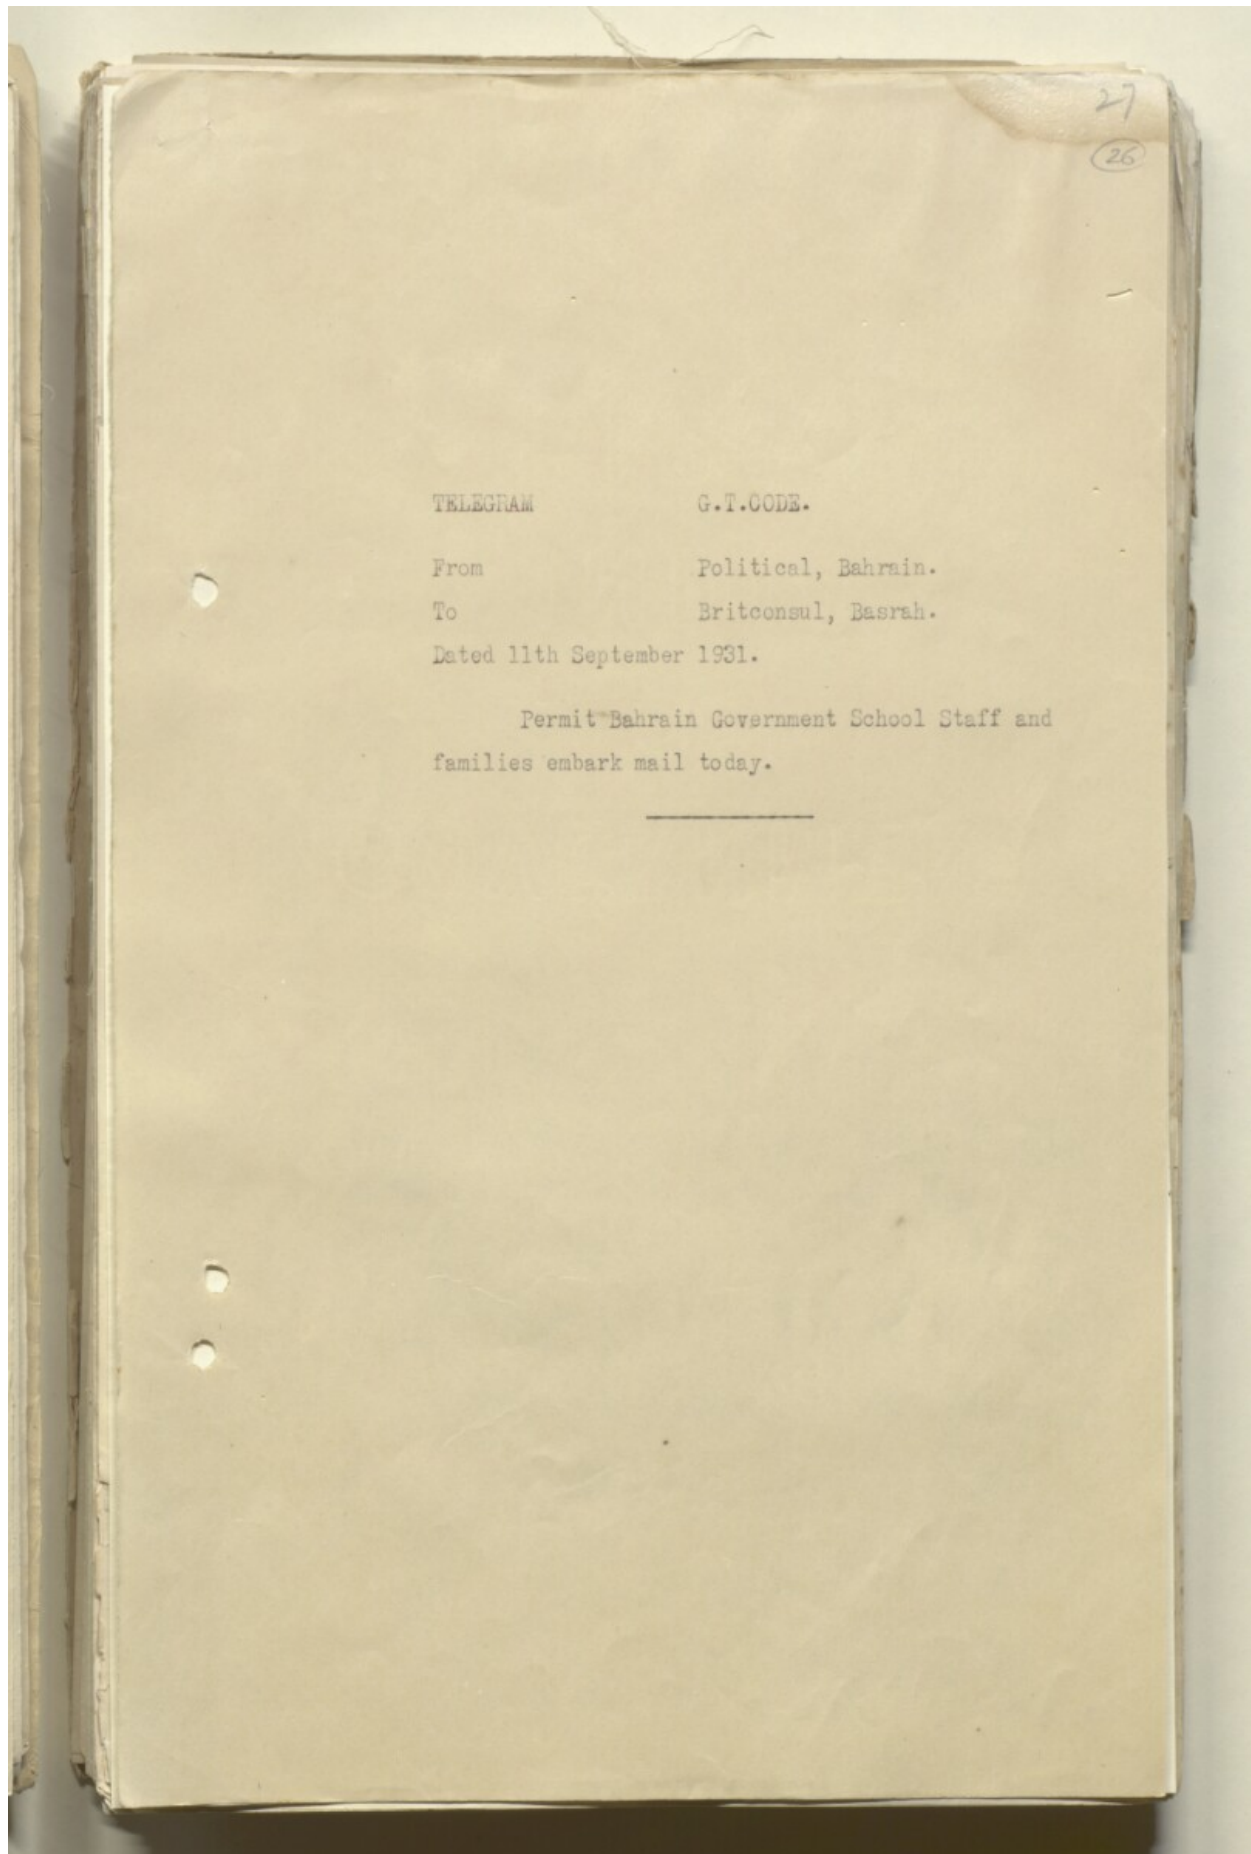 27
26
TELEGRAM G.T.CODE.
From Political, Bahrain.
To Britconsul, Basrah.
Dated 11th September 1931.
Permit Bahrain Government School Staff and
families embark mail today.